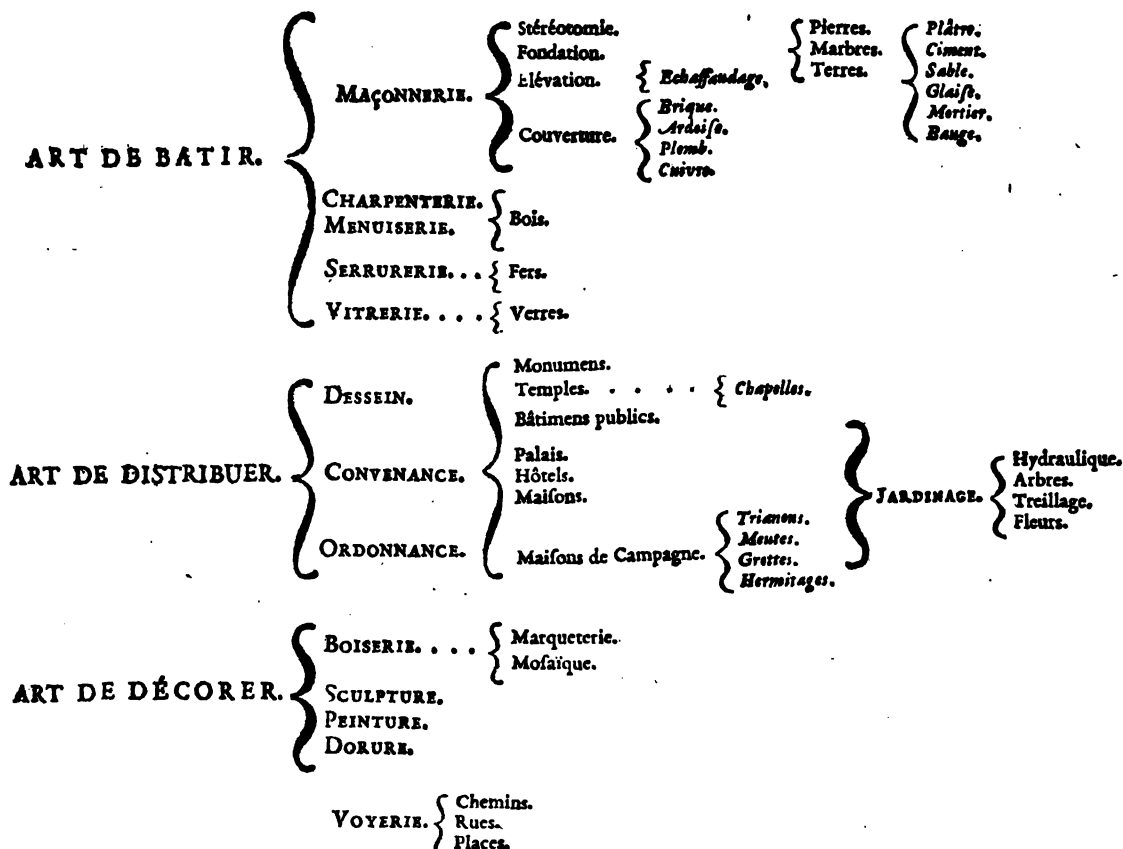 ART DE BATIR.
MAÇONNERIE.
Stéréotomie.
Fondation.
Elévation.
Echaffaudage.
Couverture.
Brique.
Ardoiſe.
Plomb.
Cuivre.
Pierres.
Marbres.
Terres.
Plâtre.
Ciment.
Sable.
Glaiſe.
Mortier.
Bauge.
CHARPENTERIE.
MENUISERIE.
Bois.
SERRURERIE. . . Fers.
VITRERIE. . . . Verres.
ART DE DISTRIBUER.
DESSEIN.
CONVENANCE.
ORDONNANCE.
Monumens.
Temples. . . . . Chapelles.
Bâtimens publics.
Palais.
Hôtels.
Maiſons.
Maiſons de Campagne.
Trianons.
Meutes.
Grottes.
Hermitages.
JARDINAGE.
Hydraulique.
Arbres.
Treillage.
Fleurs.
ART DE DÉCORER.
BOISERIE. . . .
Marqueterie.
Moſaïque.
SCULPTURE.
PEINTURE.
DORURE.
VOYERIE.
Chemins.
Rues.
Places.